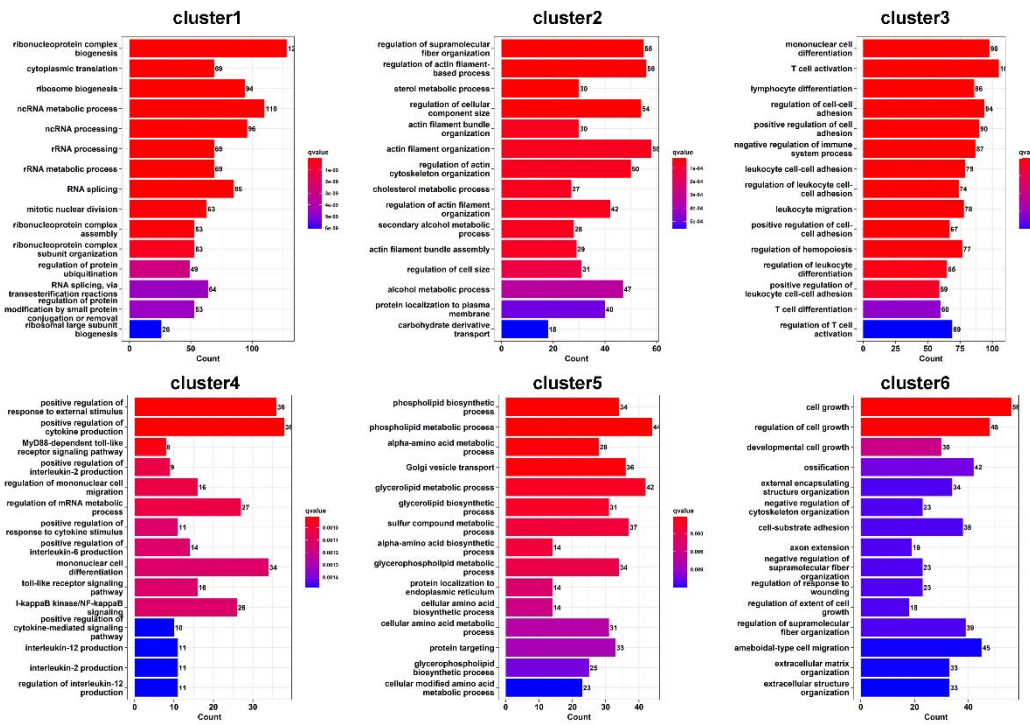 cluster1
ribonucleoprotein complex
biogenesis
cytoplasmic translation
69
ribosome biogenesis
94
ncRNA metabolic process
110
ncRNA processing
96
rRNA processing
69
rRNA metabolic process
69
RNA splicing
85
mitotic nuclear division
63
ribonucleoprotein complex
assembly
53
ribonucleoprotein complex
subunit organization
53
regulation of protein
ubiquitination
49
RNA splicing, via
transesterification reactions
64
regulation of protein
modification by small protein
conjugation or removal
53
ribosomal large subunit
biogenesis
26
0
50
100
Count
qvalue
1e-09
2e-09
3e-09
4e-09
5e-09
6e-09
cluster2
regulation of supramolecular
fiber organization
55
regulation of actin filament-
based process
56
sterol metabolic process
30
regulation of cellular
component size
54
actin filament bundle
organization
30
actin filament organization
58
regulation of actin
cytoskeleton organization
50
cholesterol metabolic process
27
regulation of actin filament
organization
42
secondary alcohol metabolic
process
28
actin filament bundle assembly
29
regulation of cell size
31
alcohol metabolic process
47
protein localization to plasma
membrane
40
carbohydrate derivative
transport
18
0
20
40
60
Count
qvalue
1e-04
2e-04
3e-04
4e-04
5e-04
cluster3
mononuclear cell
differentiation
98
T cell activation
lymphocyte differentiation
86
regulation of cell-cell
adhesion
94
positive regulation of cell
adhesion
90
negative regulation of immune
system process
87
leukocyte cell-cell adhesion
79
regulation of leukocyte cell-
cell adhesion
74
leukocyte migration
78
positive regulation of cell-
cell adhesion
67
regulation of hemopoiesis
77
regulation of leukocyte
differentiation
65
positive regulation of
leukocyte cell-cell adhesion
59
T cell differentiation
60
regulation of T cell
activation
69
0
25
50
75
100
Count
cluster4
positive regulation of
response to external stimulus
36
positive regulation of
cytokine production
38
MyD88-dependent toll-like
receptor signaling pathway
8
positive regulation of
interleukin-2 production
9
regulation of mononuclear cell
migration
16
regulation of mRNA metabolic
process
27
positive regulation of
response to cytokine stimulus
11
positive regulation of
interleukin-6 production
14
mononuclear cell
differentiation
34
toll-like receptor signaling
pathway
16
I-kappaB kinase/NF-kappaB
signaling
26
positive regulation of
cytokine-mediated signaling
pathway
10
interleukin-12 production
11
interleukin-2 production
11
regulation of interleukin-12
production
11
0
10
20
30
Count
qvalue
0.0010
0.0011
0.0012
0.0013
0.0014
cluster5
phospholipid biosynthetic
process
34
phospholipid metabolic process
44
alpha-amino acid metabolic
process
28
Golgi vesicle transport
36
glycerolipid metabolic process
42
glycerolipid biosynthetic
process
31
sulfur compound metabolic
process
37
alpha-amino acid biosynthetic
process
14
glycerophospholipid metabolic
process
34
protein localization to
endoplasmic reticulum
14
cellular amino acid
biosynthetic process
14
cellular amino acid metabolic
process
31
protein targeting
33
glycerophospholipid
biosynthetic process
25
cellular modified amino acid
metabolic process
23
0
10
20
30
40
Count
qvalue
0.003
0.006
0.009
cluster6
cell growth
56
regulation of cell growth
48
developmental cell growth
30
ossification
42
external encapsulating
structure organization
34
negative regulation of
cytoskeleton organization
23
cell-substrate adhesion
38
axon extension
19
negative regulation of
supramolecular fiber
organization
23
regulation of response to
wounding
23
regulation of extent of cell
growth
18
regulation of supramolecular
fiber organization
39
ameboidal-type cell migration
45
extracellular matrix
organization
33
extracellular structure
organization
33
0
20
40
Count